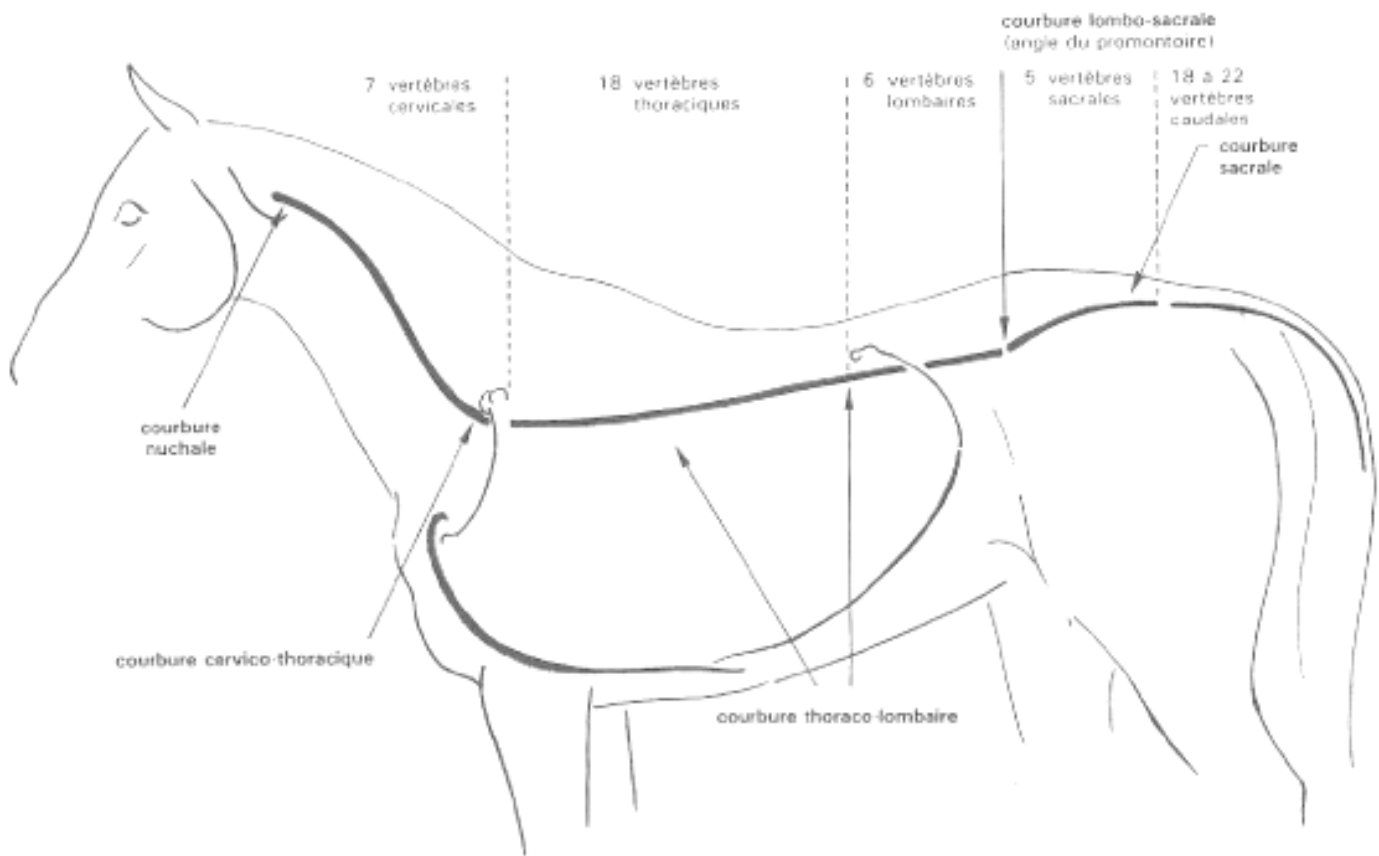 courbure lombo-sacrale
(angle du promontoire)
7 vertèbres
cervicales
18 vertèbres
thoraciques
6 vertèbres
lombaires
5 vertèbres
sacrales
18 à 22
vertèbres
caudales
courbure
sacrale
courbure
nuchale
courbure cervico-thoracique
courbure thoraco-lombaire